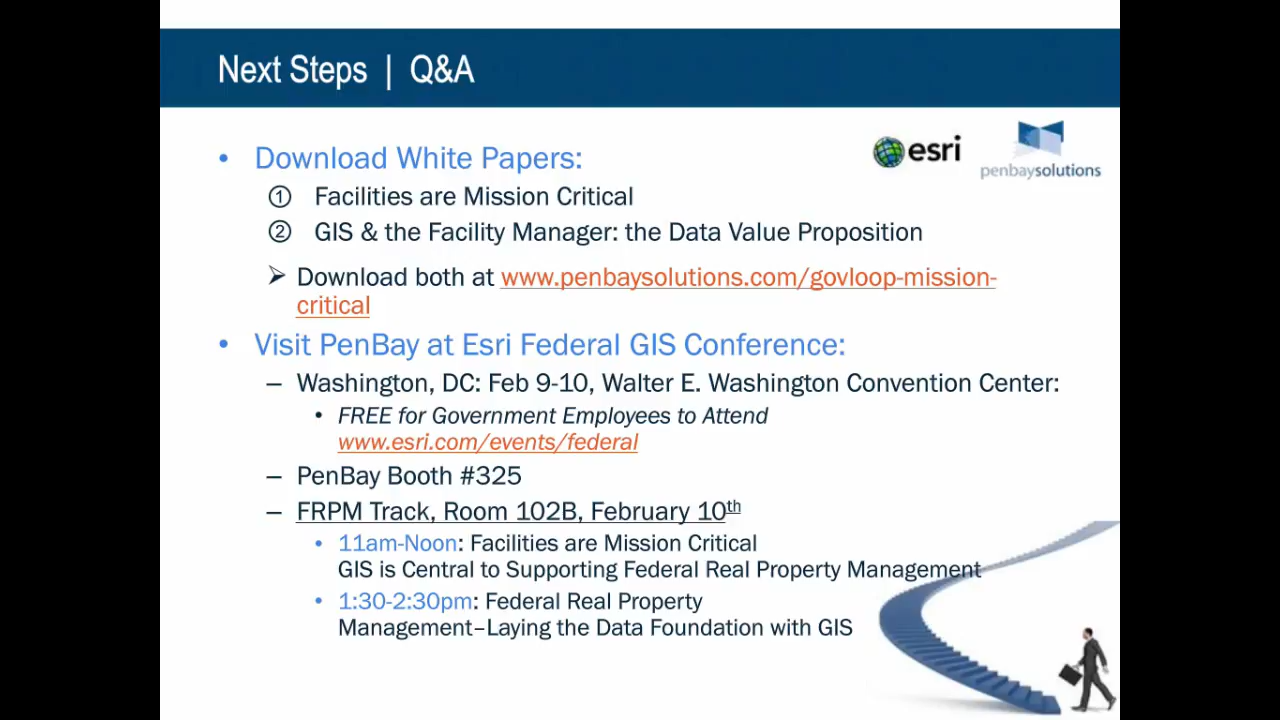 Next Steps | Q&A
esri
penbaysolutions
• Download White Papers:
① Facilities are Mission Critical
② GIS & the Facility Manager: the Data Value Proposition
➢ Download both at www.penbaysolutions.com/govloop-mission-
critical
• Visit PenBay at Esri Federal GIS Conference:
– Washington, DC: Feb 9-10, Walter E. Washington Convention Center:
• FREE for Government Employees to Attend
www.esri.com/events/federal
– PenBay Booth #325
– FRPM Track, Room 102B, February 10th
• 11am-Noon: Facilities are Mission Critical
GIS is Central to Supporting Federal Real Property Management
• 1:30-2:30pm: Federal Real Property
Management–Laying the Data Foundation with GIS